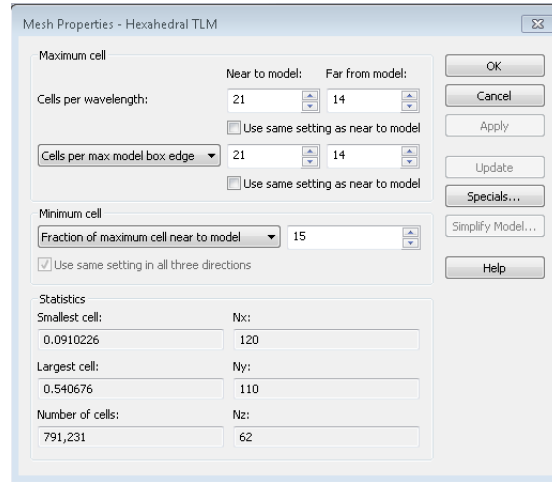 Mesh Properties - Hexahedral TLM
Maximum cell
Near to model: Far from model:
Cells per wavelength: 21 14
Use same setting as near to model
Cells per max model box edge 21 14
Use same setting as near to model
Minimum cell
Fraction of maximum cell near to model 15
Use same setting in all three directions
Statistics
Smallest cell: Nx:
0.0910226 120
Largest cell: Ny:
0.540676 110
Number of cells: Nz:
791,231 62
OK
Cancel
Apply
Update
Specials...
Simplify Model...
Help